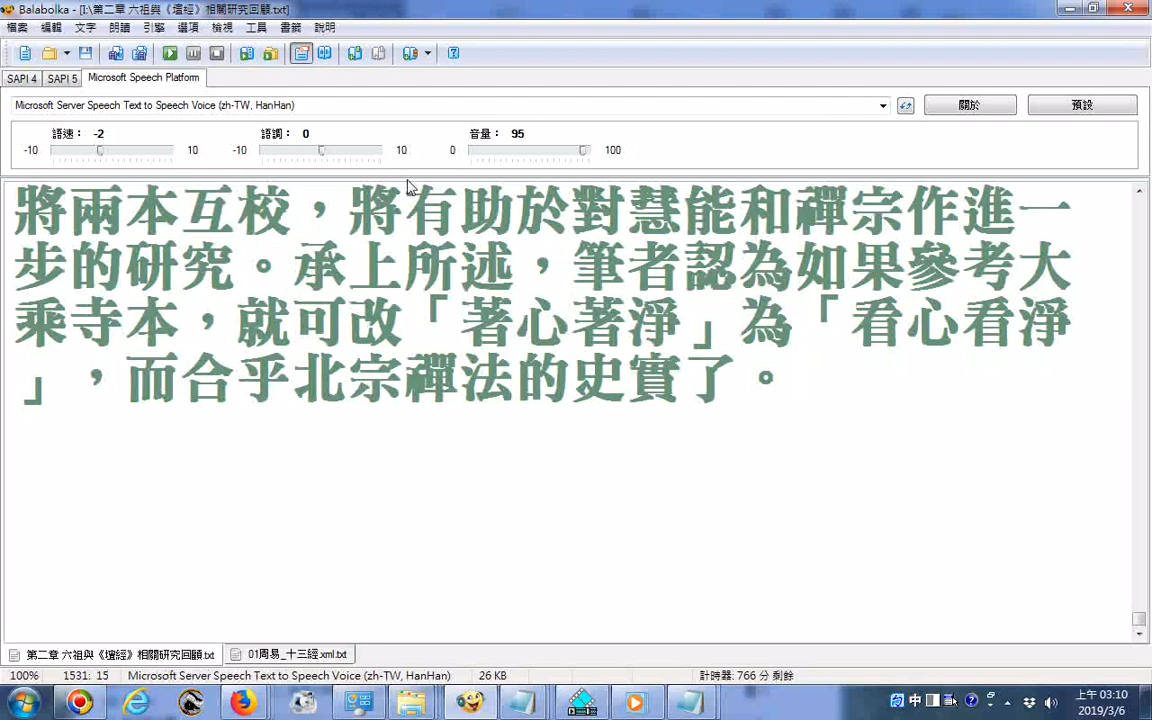 Balabolka - [I:\第二章 六祖與《壇經》相關研究回顧.txt]
檔案 編輯 文字 朗讀 引擎 選項 檢視 工具 書籤 說明
SAPI 4 SAPI 5 Microsoft Speech Platform
Microsoft Server Speech Text to Speech Voice (zh-TW, HanHan) 關於 預設
語速： -2 語調： 0 音量： 95
-10 10 -10 10 0 100
將兩本互校，將有助於對慧能和禪宗作進一
步的研究。承上所述，筆者認為如果參考大
乘寺本，就可改「著心著淨」為「看心看淨
」，而合乎北宗禪法的史實了。
第二章 六祖與《壇經》相關研究回顧.txt 01周易_十三經.xml.txt
100% 1531: 15 Microsoft Server Speech Text to Speech Voice (zh-TW, HanHan) 26 KB 計時器: 766 分 剩餘
中 上午 03:10
2019/3/6